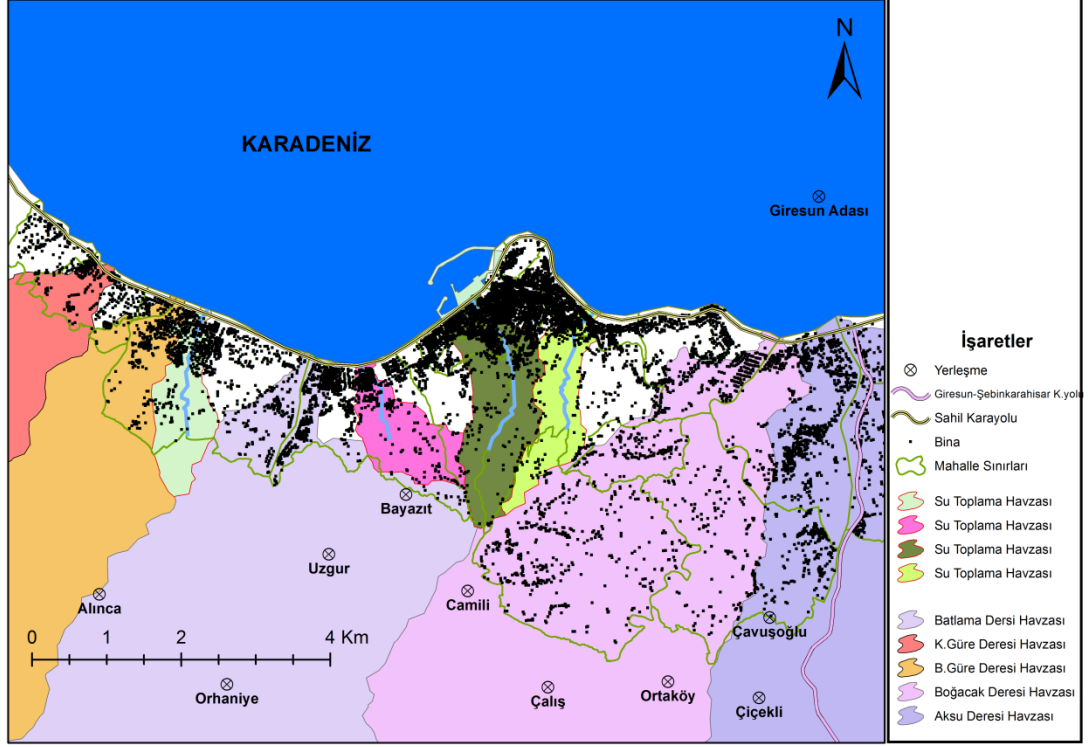 N
KARADENİZ
Giresun Adası
Bayazıt
Uzgur
Alınca
Camili
Çavuşoğlu
0 1 2 4 Km
Orhaniye
Çalış
Ortaköy
Çiçekli
İşaretler
Yerleşme
Giresun-Şebinkarahisar K.yolu
Sahil Karayolu
Bina
Mahalle Sınırları
Su Toplama Havzası
Su Toplama Havzası
Su Toplama Havzası
Su Toplama Havzası
Batlama Dersi Havzası
K.Güre Deresi Havzası
B.Güre Deresi Havzası
Boğacak Deresi Havzası
Aksu Deresi Havzası